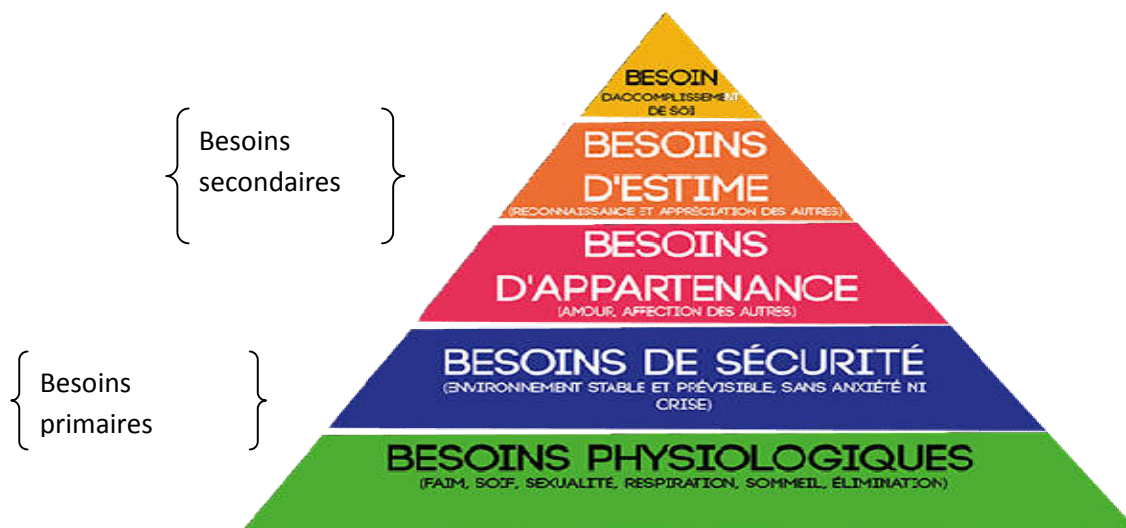 BESOIN
D'ACCOMPLISSEMENT
DE SOI
Besoins
secondaires
BESOINS
D'ESTIME
(RECONNAISSANCE ET APPRÉCIATION DES AUTRES)
BESOINS
D'APPARTENANCE
(AMOUR, AFFECTION DES AUTRES)
Besoins
primaires
BESOINS DE SÉCURITÉ
(ENVIRONNEMENT STABLE ET PRÉVISIBLE, SANS ANXIÉTÉ NI
CRISE)
BESOINS PHYSIOLOGIQUES
(FAIM, SOIF, SEXUALITÉ, RESPIRATION, SOMMEIL, ÉLIMINATION)